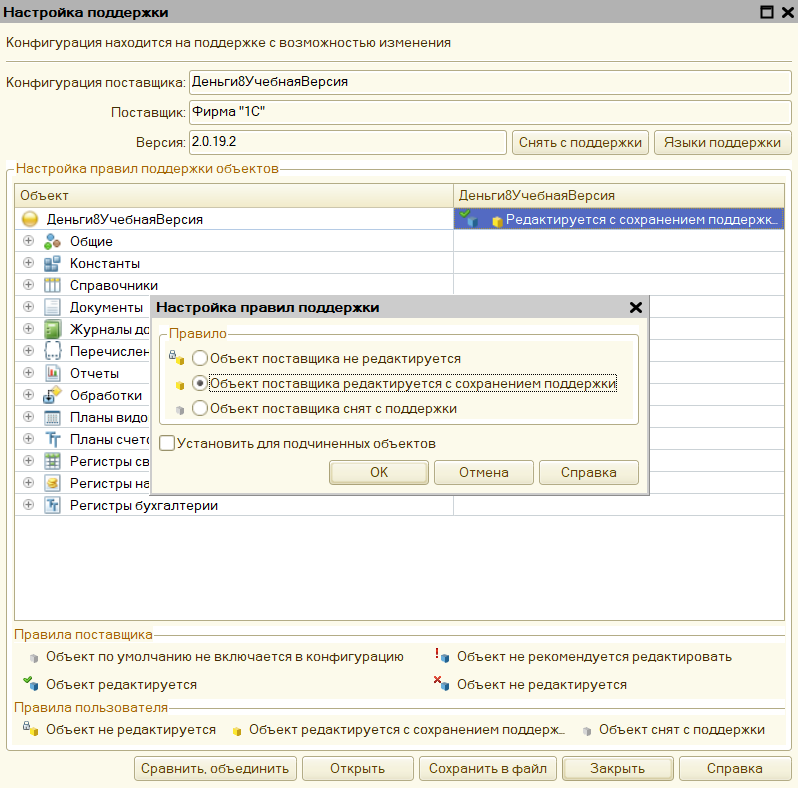 Настройка поддержки
Конфигурация находится на поддержке с возможностью изменения
Конфигурация поставщика: Деньги8УчебнаяВерсия
Поставщик: Фирма "1С"
Версия: 2.0.19.2 Снять с поддержки Языки поддержки
Настройка правил поддержки объектов
Объект Деньги8УчебнаяВерсия
Деньги8УчебнаяВерсия Редактируется с сохранением поддержк...
Общие
Константы
Справочники
Документы
Журналы до
Перечислен
Отчеты
Обработки
Планы видо
Планы счето
Регистры св
Регистры на
Регистры бухгалтерии
Настройка правил поддержки
Правило
Объект поставщика не редактируется
Объект поставщика редактируется с сохранением поддержки
Объект поставщика снят с поддержки
Установить для подчиненных объектов
OK Отмена Справка
Правила поставщика
Объект по умолчанию не включается в конфигурацию Объект не рекомендуется редактировать
Объект редактируется Объект не редактируется
Правила пользователя
Объект не редактируется Объект редактируется с сохранением поддерж... Объект снят с поддержки
Сравнить, объединить Открыть Сохранить в файл Закрыть Справка